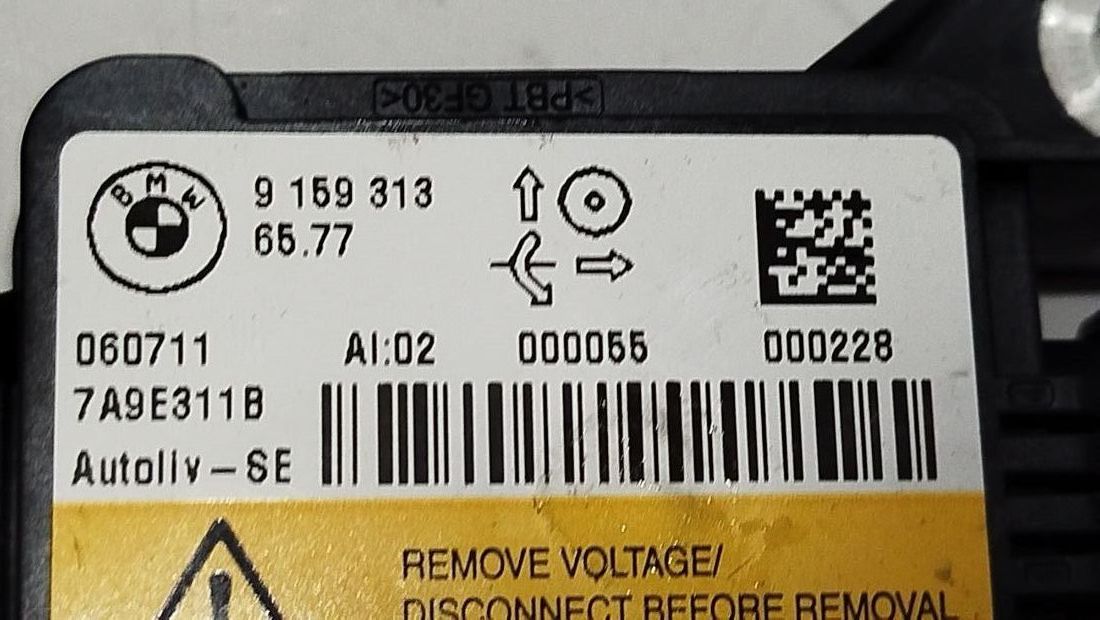 >PBT GF30<
BMW
9 159 313
65.77
060711 AI:02 000055 000228
7A9E311B
Autoliv – SE
REMOVE VOLTAGE/
DISCONNECT BEFORE REMOVAL